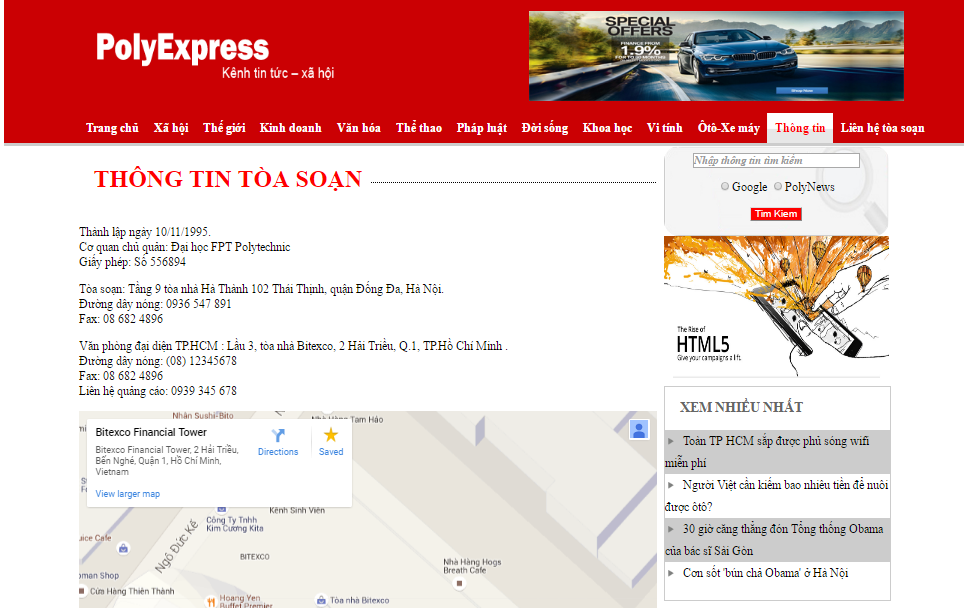 PolyExpress
Kênh tin tức – xã hội
SPECIAL
OFFERS
FINANCE FROM
1.9%
Shop Now
Trang chủ Xã hội Thế giới Kinh doanh Văn hóa Thể thao Pháp luật Đời sống Khoa học Vi tính Ôtô-Xe máy Thông tin Liên hệ tòa soạn
THÔNG TIN TÒA SOẠN
Thành lập ngày 10/11/1995.
Cơ quan chủ quản: Đại học FPT Polytechnic
Giấy phép: Số 556894
Tòa soạn: Tầng 9 tòa nhà Hà Thành 102 Thái Thịnh, quận Đống Đa, Hà Nội.
Đường dây nóng: 0936 547 891
Fax: 08 682 4896
Văn phòng đại diện TP.HCM : Lầu 3, tòa nhà Bitexco, 2 Hải Triều, Q.1, TP.Hồ Chí Minh .
Đường dây nóng: (08) 12345678
Fax: 08 682 4896
Liên hệ quảng cáo: 0939 345 678
Nhân Sushi-Bito
Nha Hang Tam Hảo
Bitexco Financial Tower
Bitexco Financial Tower, 2 Hải Triều,
Bến Nghé, Quận 1, Hồ Chí Minh,
Vietnam
Directions
Saved
View larger map
Kênh Sinh Viên
Công Ty Tnhh
Kim Cương Kita
Ngô Đức Kế
uice Cafe
BITEXCO
Nhà Hàng Hogs
Breath Cafe
oman Shop
Cửa Hàng Thiên Thành
Hoang Yen
Buffet Premier
Tòa nhà Bitexco
Nhập thông tin tìm kiếm
Google PolyNews
Tim Kiem
The Rise of
HTML5
Give your campaigns a lift.
XEM NHIỀU NHẤT
Toàn TP HCM sắp được phủ sóng wifi
miễn phí
Người Việt cần kiếm bao nhiêu tiền để nuôi
được ôtô?
30 giờ căng thẳng đón Tổng thống Obama
của bác sĩ Sài Gòn
Cơn sốt 'bún chả Obama' ở Hà Nội